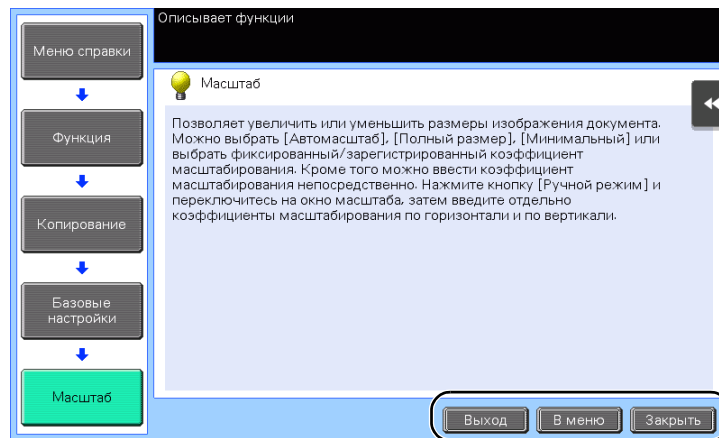 Описывает функции
Меню справки
Функция
Копирование
Базовые
настройки
Масштаб
Масштаб
Позволяет увеличить или уменьшить размеры изображения документа.
Можно выбрать [Автомасштаб], [Полный размер], [Минимальный] или
выбрать фиксированный/зарегистрированный коэффициент
масштабирования. Кроме того можно ввести коэффициент
масштабирования непосредственно. Нажмите кнопку [Ручной режим] и
переключитесь на окно масштаба, затем введите отдельно
коэффициенты масштабирования по горизонтали и по вертикали.
Выход
В меню
Закрыть